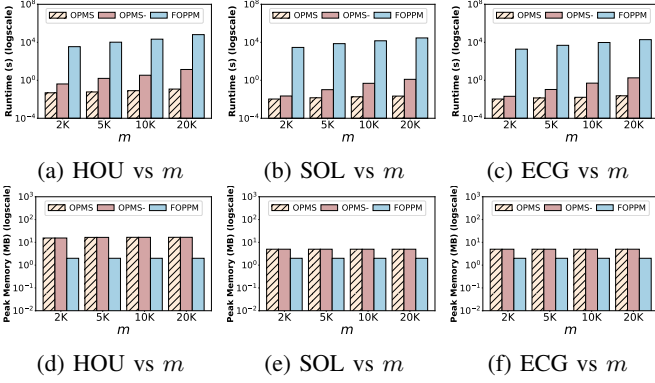 OPMS OPMS- FOPPM
Runtime (s) (logscale)
10^8
10^4
10^0
10^-4
2K 5K 10K 20K
m
(a) HOU vs m
OPMS OPMS- FOPPM
Runtime (s) (logscale)
10^8
10^4
10^0
10^-4
2K 5K 10K 20K
m
(b) SOL vs m
OPMS OPMS- FOPPM
Runtime (s) (logscale)
10^8
10^4
10^0
10^-4
2K 5K 10K 20K
m
(c) ECG vs m
OPMS OPMS- FOPPM
Peak Memory (MB) (logscale)
10^3
10^2
10^1
10^0
10^-1
10^-2
2K 5K 10K 20K
m
(d) HOU vs m
OPMS OPMS- FOPPM
Peak Memory (MB) (logscale)
10^3
10^2
10^1
10^0
10^-1
10^-2
2K 5K 10K 20K
m
(e) SOL vs m
OPMS OPMS- FOPPM
Peak Memory (MB) (logscale)
10^3
10^2
10^1
10^0
10^-1
10^-2
2K 5K 10K 20K
m
(f) ECG vs m